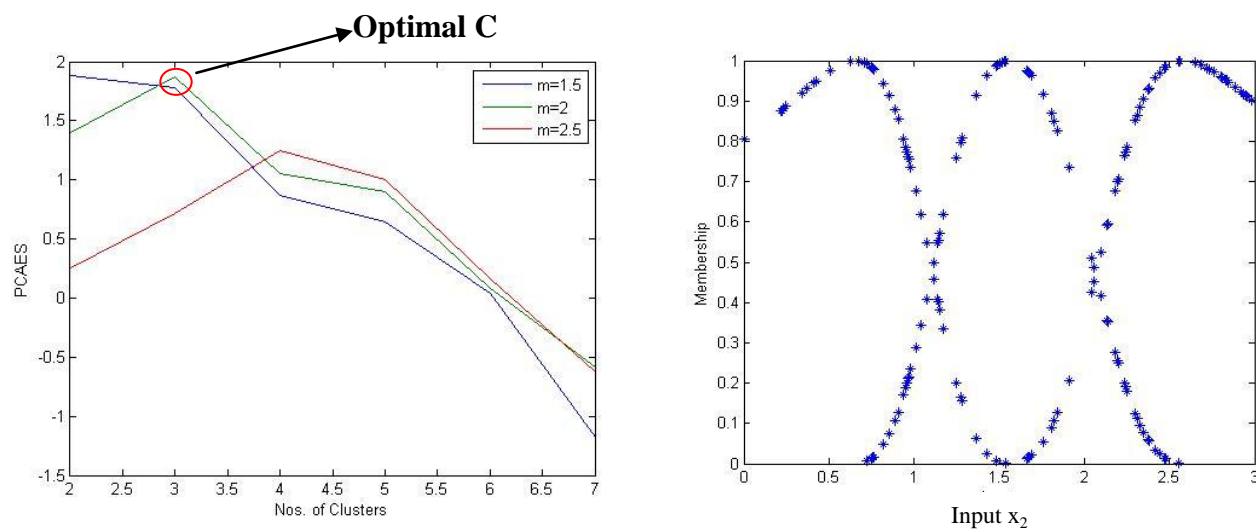 Optimal C
2
1.5
1
0.5
0
-0.5
-1
-1.5
PCAES
m=1.5
m=2
m=2.5
2 2.5 3 3.5 4 4.5 5 5.5 6 6.5 7
Nos. of Clusters
1
0.9
0.8
0.7
0.6
0.5
0.4
0.3
0.2
0.1
0
Membership
0 0.5 1 1.5 2 2.5 3
Input x₂